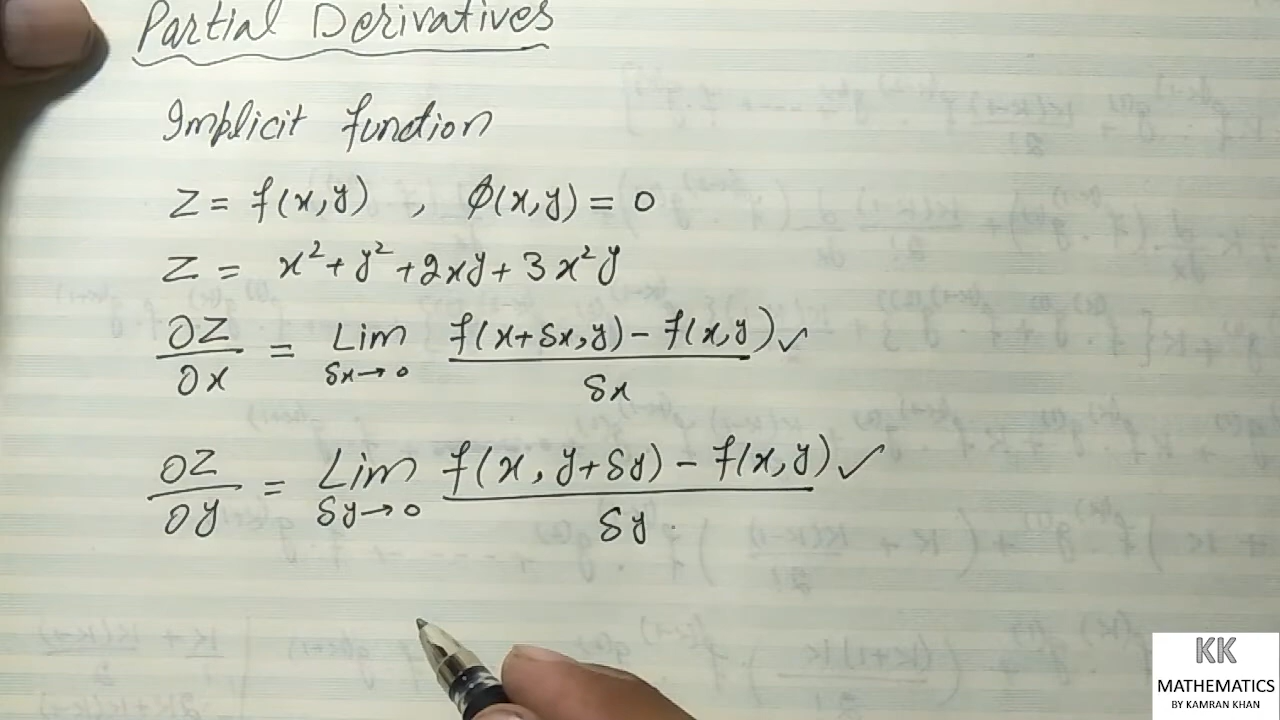 Partial Derivatives
Implicit function
Z = f(x,y) , ϕ(x,y) = 0
Z = x² + y² + 2xy + 3x²y
∂Z/∂x = Lim δx→0 f(x+δx,y) - f(x,y)/δx ✓
∂Z/∂y = Lim δy→0 f(x, y+δy) - f(x,y)/δy ✓
KK
MATHEMATICS
BY KAMRAN KHAN